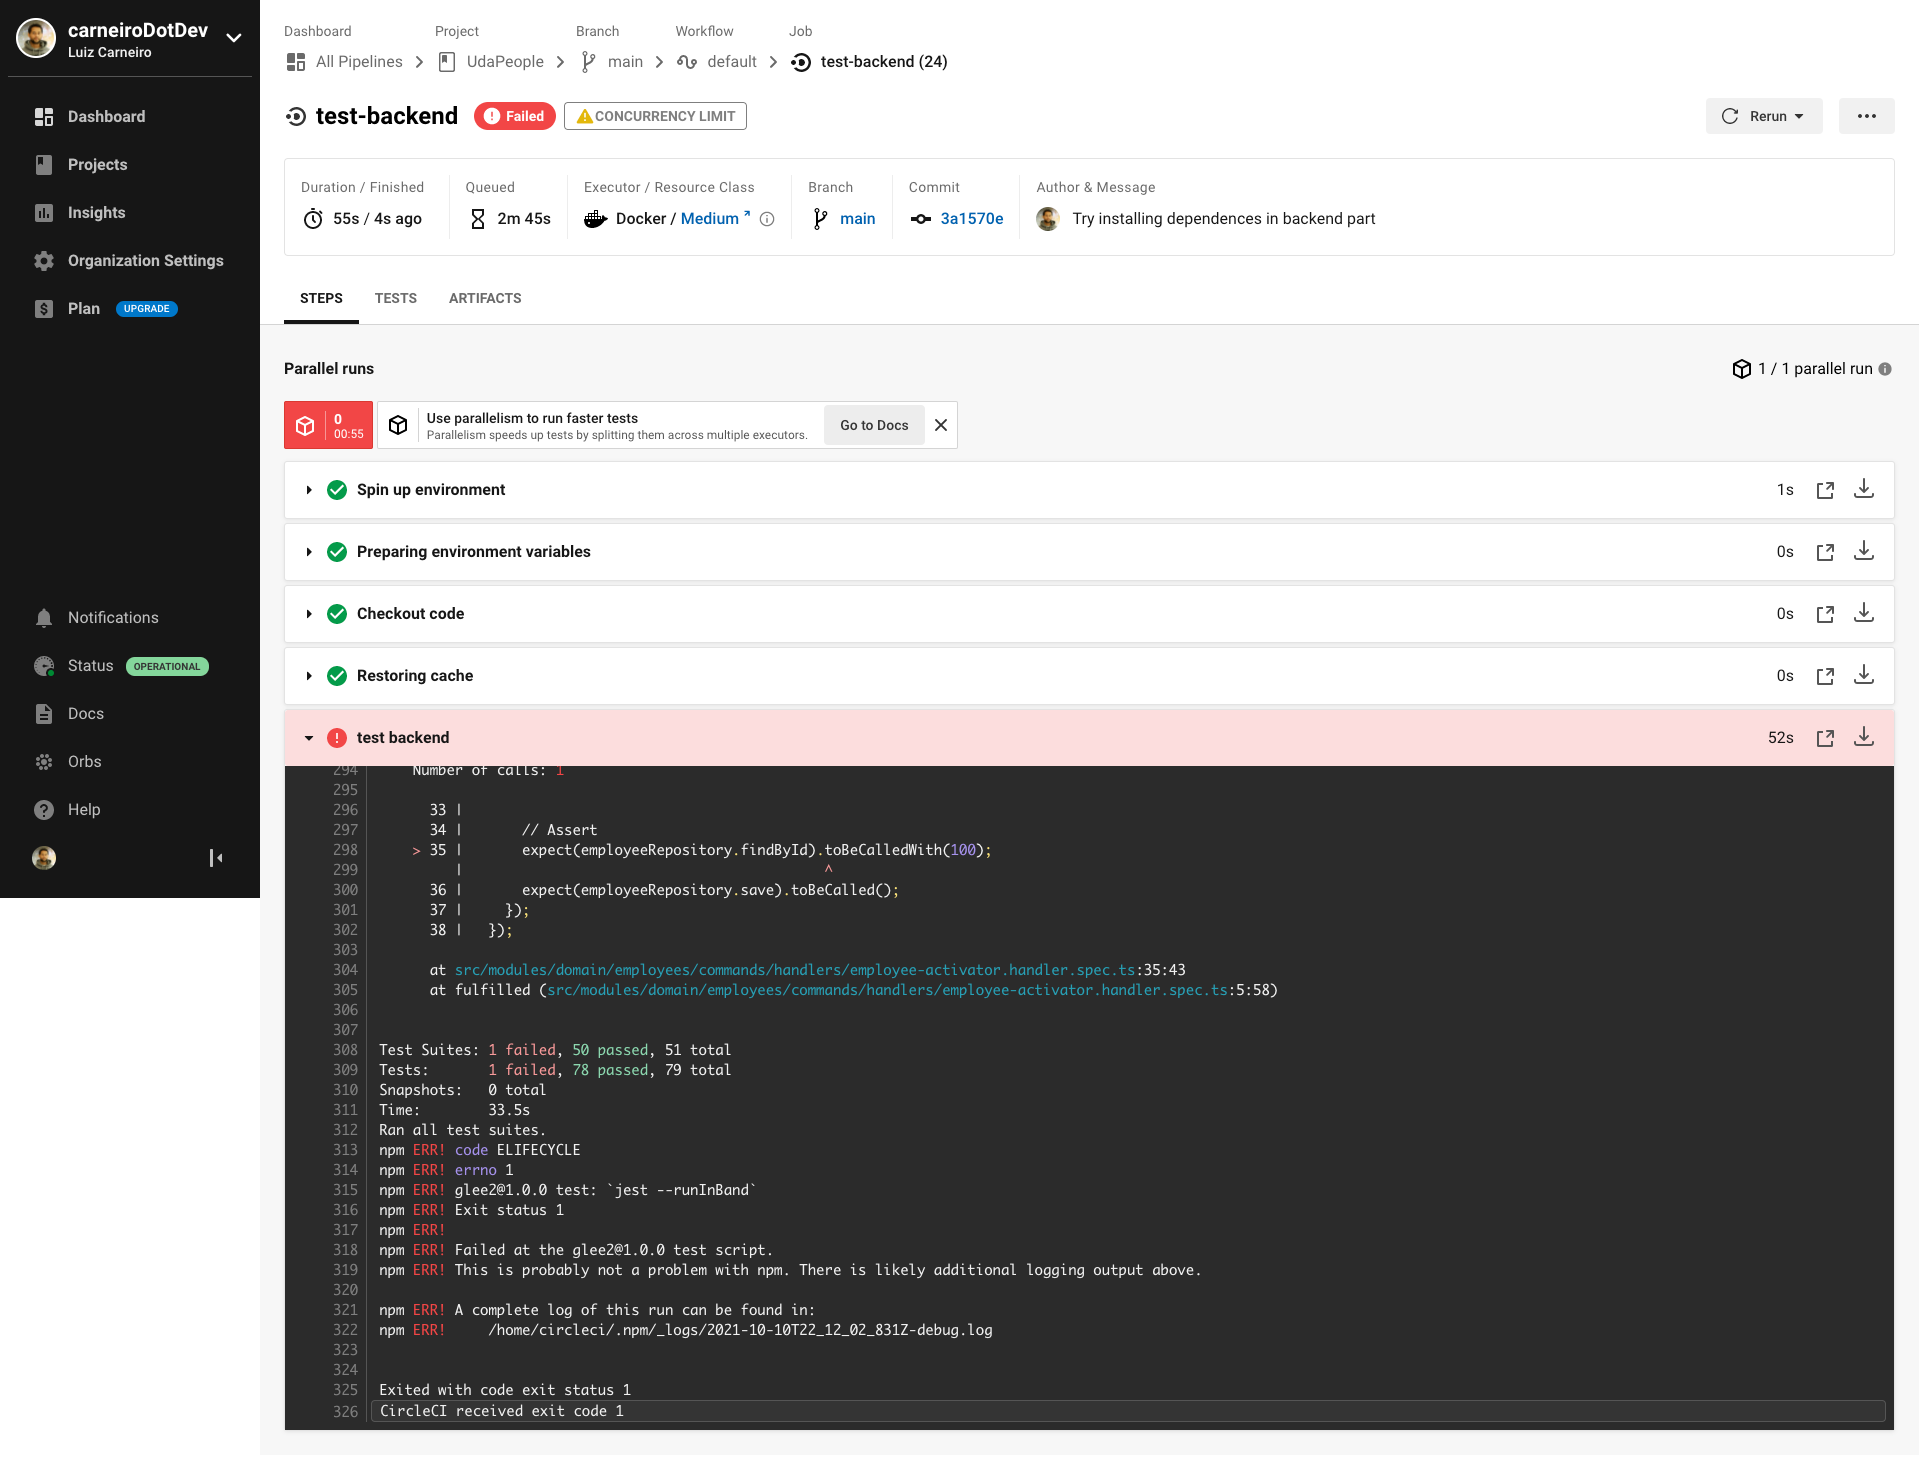 carneiroDotDev
Luiz Carneiro
Dashboard
Projects
Insights
Organization Settings
Plan UPGRADE
Notifications
Status OPERATIONAL
Docs
Orbs
Help
Dashboard Project Branch Workflow Job
All Pipelines UdaPeople main default test-backend (24)
test-backend Failed CONCURRENCY LIMIT Rerun
Duration / Finished Queued Executor / Resource Class Branch Commit Author & Message
55s / 4s ago 2m 45s Docker / Medium main 3a1570e Try installing dependences in backend part
STEPS TESTS ARTIFACTS
Parallel runs 1 / 1 parallel run
0
00:55
Use parallelism to run faster tests
Parallelism speeds up tests by splitting them across multiple executors.
Go to Docs
Spin up environment 1s
Preparing environment variables 0s
Checkout code 0s
Restoring cache 0s
test backend 52s
294 Number of calls: 1
295
296 33 |
297 34 | // Assert
298 > 35 | expect(employeeRepository.findById).toBeCalledWith(100);
299 | ^
300 36 | expect(employeeRepository.save).toBeCalled();
301 37 | });
302 38 | });
303
304 at src/modules/domain/employees/commands/handlers/employee-activator.handler.spec.ts:35:43
305 at fulfilled (src/modules/domain/employees/commands/handlers/employee-activator.handler.spec.ts:5:58)
306
307
308 Test Suites: 1 failed, 50 passed, 51 total
309 Tests: 1 failed, 78 passed, 79 total
310 Snapshots: 0 total
311 Time: 33.5s
312 Ran all test suites.
313 npm ERR! code ELIFECYCLE
314 npm ERR! errno 1
315 npm ERR! glee2@1.0.0 test: `jest --runInBand`
316 npm ERR! Exit status 1
317 npm ERR!
318 npm ERR! Failed at the glee2@1.0.0 test script.
319 npm ERR! This is probably not a problem with npm. There is likely additional logging output above.
320
321 npm ERR! A complete log of this run can be found in:
322 npm ERR! /home/circleci/.npm/_logs/2021-10-10T22_12_02_831Z-debug.log
323
324
325 Exited with code exit status 1
326 CircleCI received exit code 1